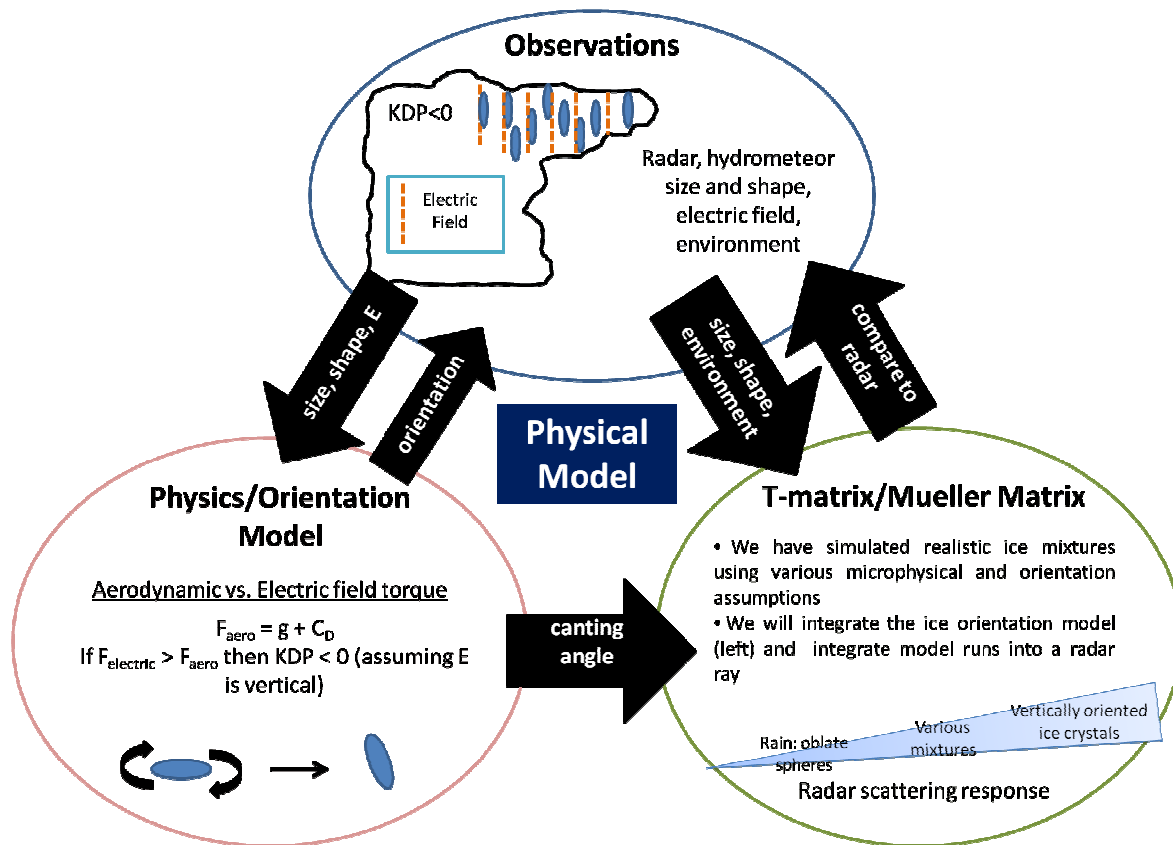 Observations
KDP<0
Electric
Field
Radar, hydrometeor
size and shape,
electric field,
environment
size, shape, E
orientation
size, shape,
environment
compare to
radar
Physical
Model
Physics/Orientation
Model
Aerodynamic vs. Electric field torque
F_aero = g + C_D
If F_electric > F_aero then KDP < 0 (assuming E
is vertical)
canting
angle
T-matrix/Mueller Matrix
• We have simulated realistic ice mixtures
using various microphysical and orientation
assumptions
• We will integrate the ice orientation model
(left) and integrate model runs into a radar
ray
Rain: oblate
spheres
Various
mixtures
Vertically oriented
ice crystals
Radar scattering response